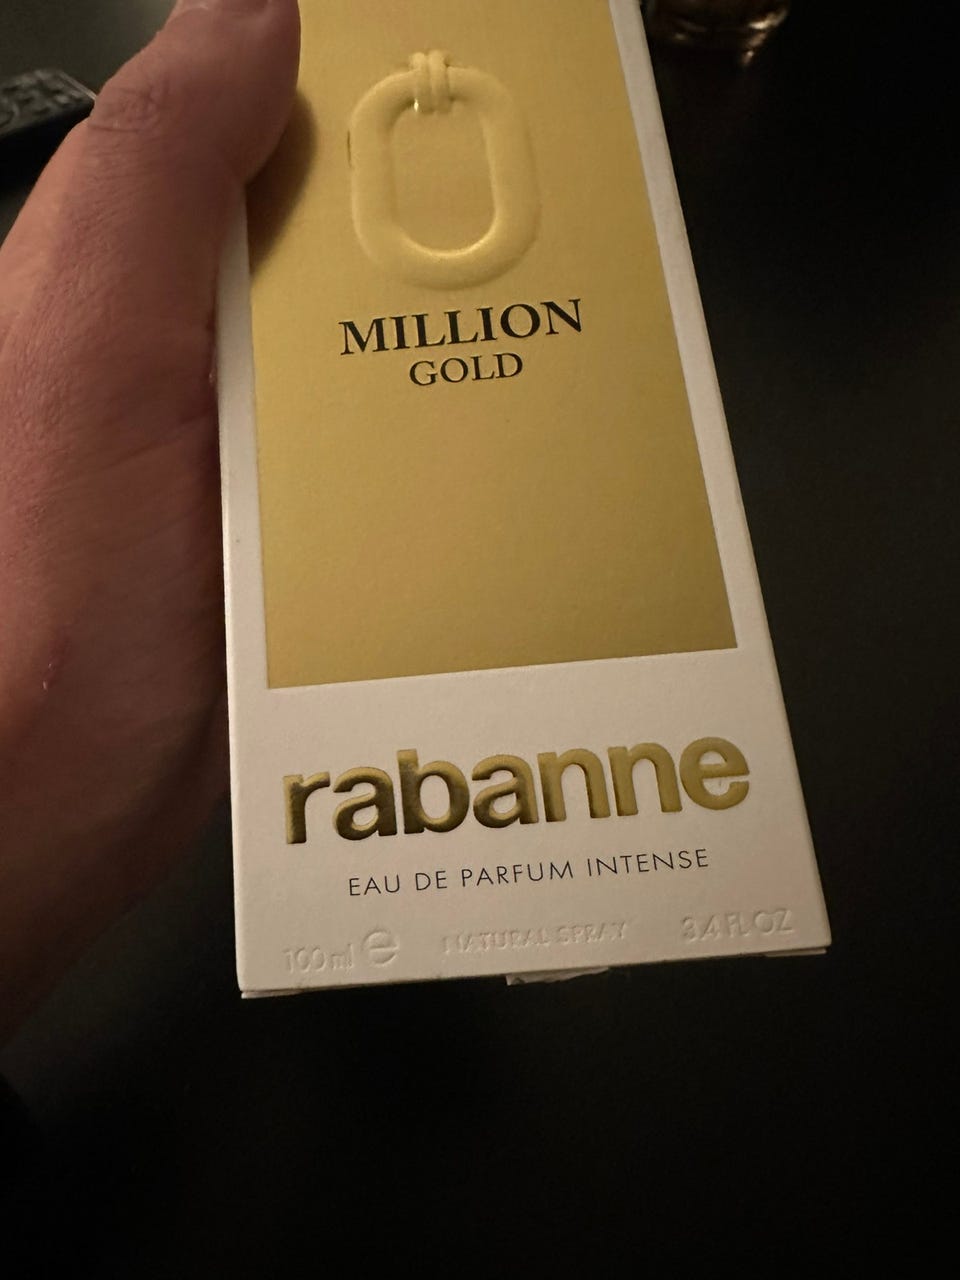 MILLION
GOLD
rabanne
EAU DE PARFUM INTENSE
100 ml e NATURAL SPRAY 3.4 FL OZ